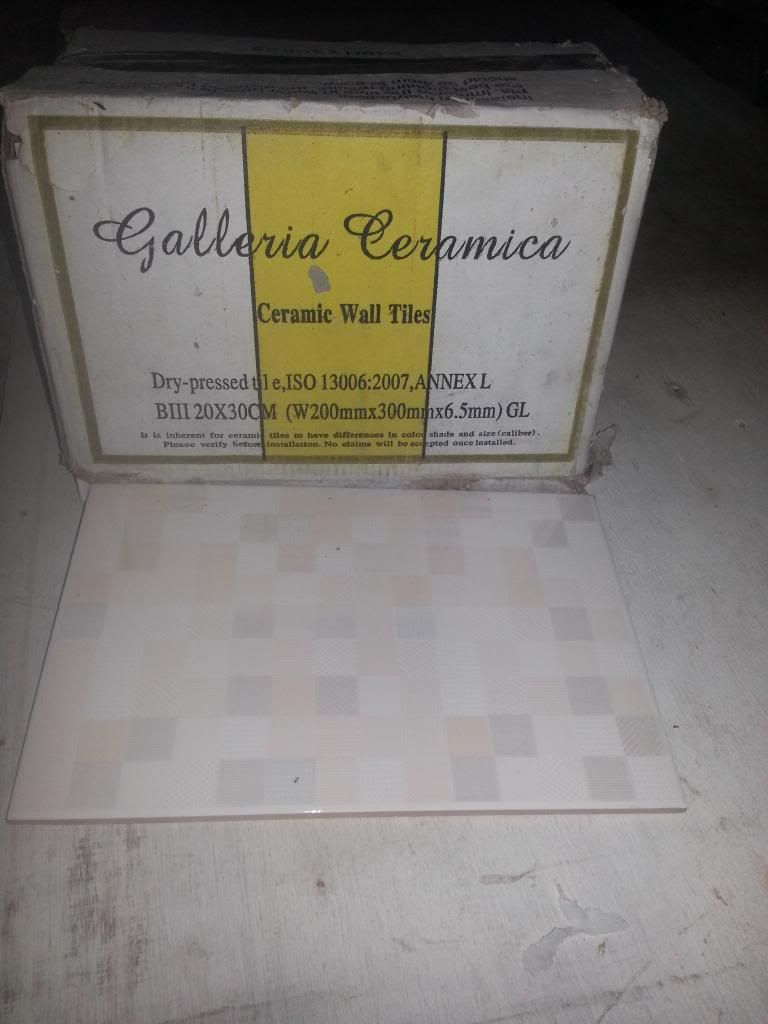 Galleria Ceramica
Ceramic Wall Tiles
Dry-pressed tile,ISO 13006:2007,ANNEX L
BIII 20X30CM (W200mmx300mmx6.5mm) GL
It is inherent for ceramic tiles to have differences in color shade and size (caliber).
Please verify before installation. No claims will be accepted once installed.